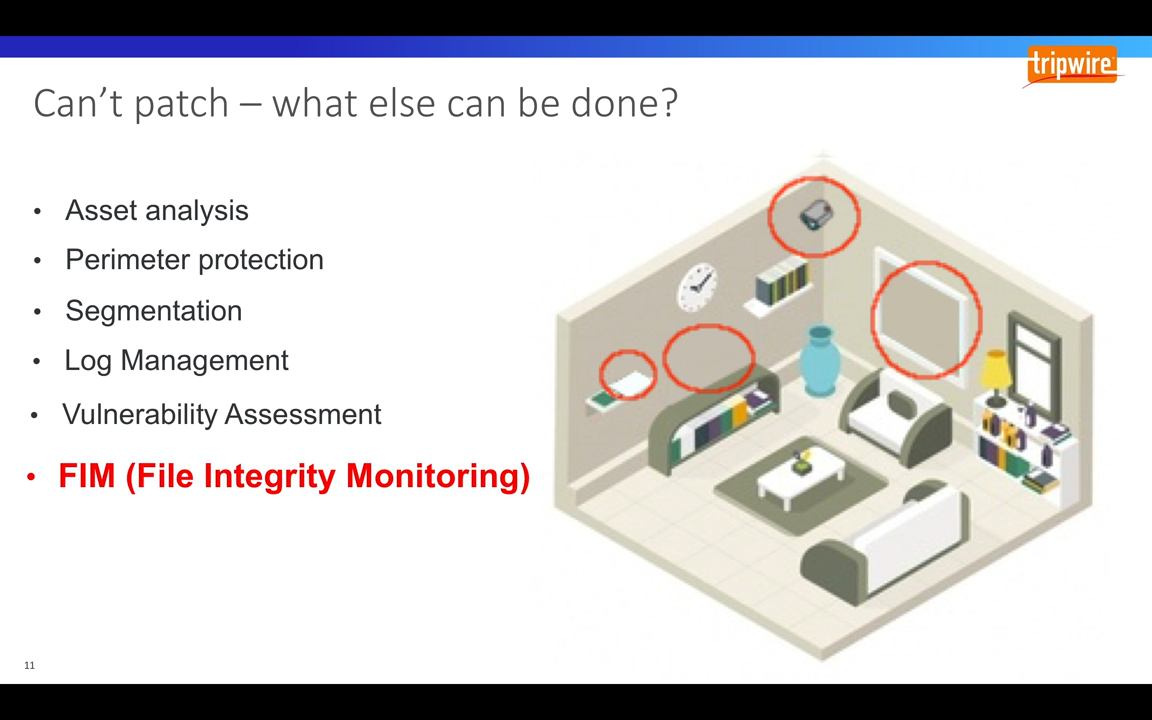 tripwire
Can’t patch – what else can be done?
• Asset analysis
• Perimeter protection
• Segmentation
• Log Management
• Vulnerability Assessment
• FIM (File Integrity Monitoring)
11